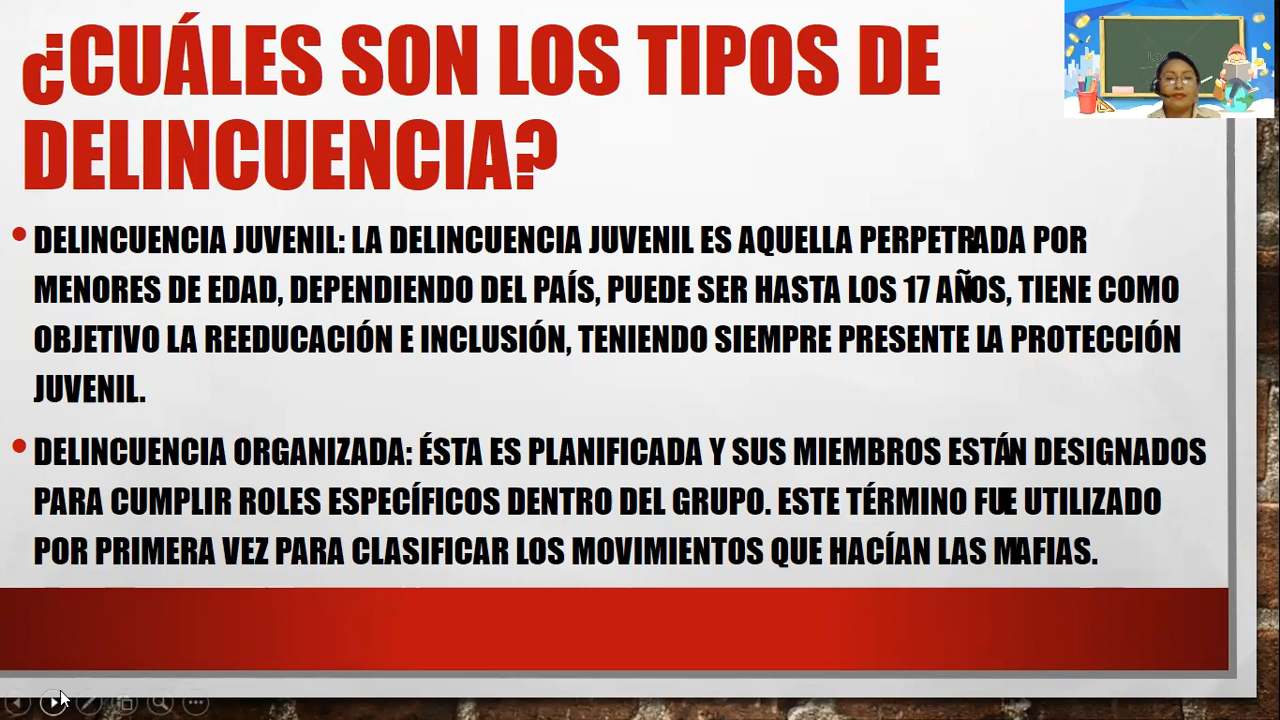 ¿CUÁLES SON LOS TIPOS DE
DELINCUENCIA?
• DELINCUENCIA JUVENIL: LA DELINCUENCIA JUVENIL ES AQUELLA PERPETRADA POR
MENORES DE EDAD, DEPENDIENDO DEL PAÍS, PUEDE SER HASTA LOS 17 AÑOS, TIENE COMO
OBJETIVO LA REEDUCACIÓN E INCLUSIÓN, TENIENDO SIEMPRE PRESENTE LA PROTECCIÓN
JUVENIL.
• DELINCUENCIA ORGANIZADA: ÉSTA ES PLANIFICADA Y SUS MIEMBROS ESTÁN DESIGNADOS
PARA CUMPLIR ROLES ESPECÍFICOS DENTRO DEL GRUPO. ESTE TÉRMINO FUE UTILIZADO
POR PRIMERA VEZ PARA CLASIFICAR LOS MOVIMIENTOS QUE HACÍAN LAS MAFIAS.